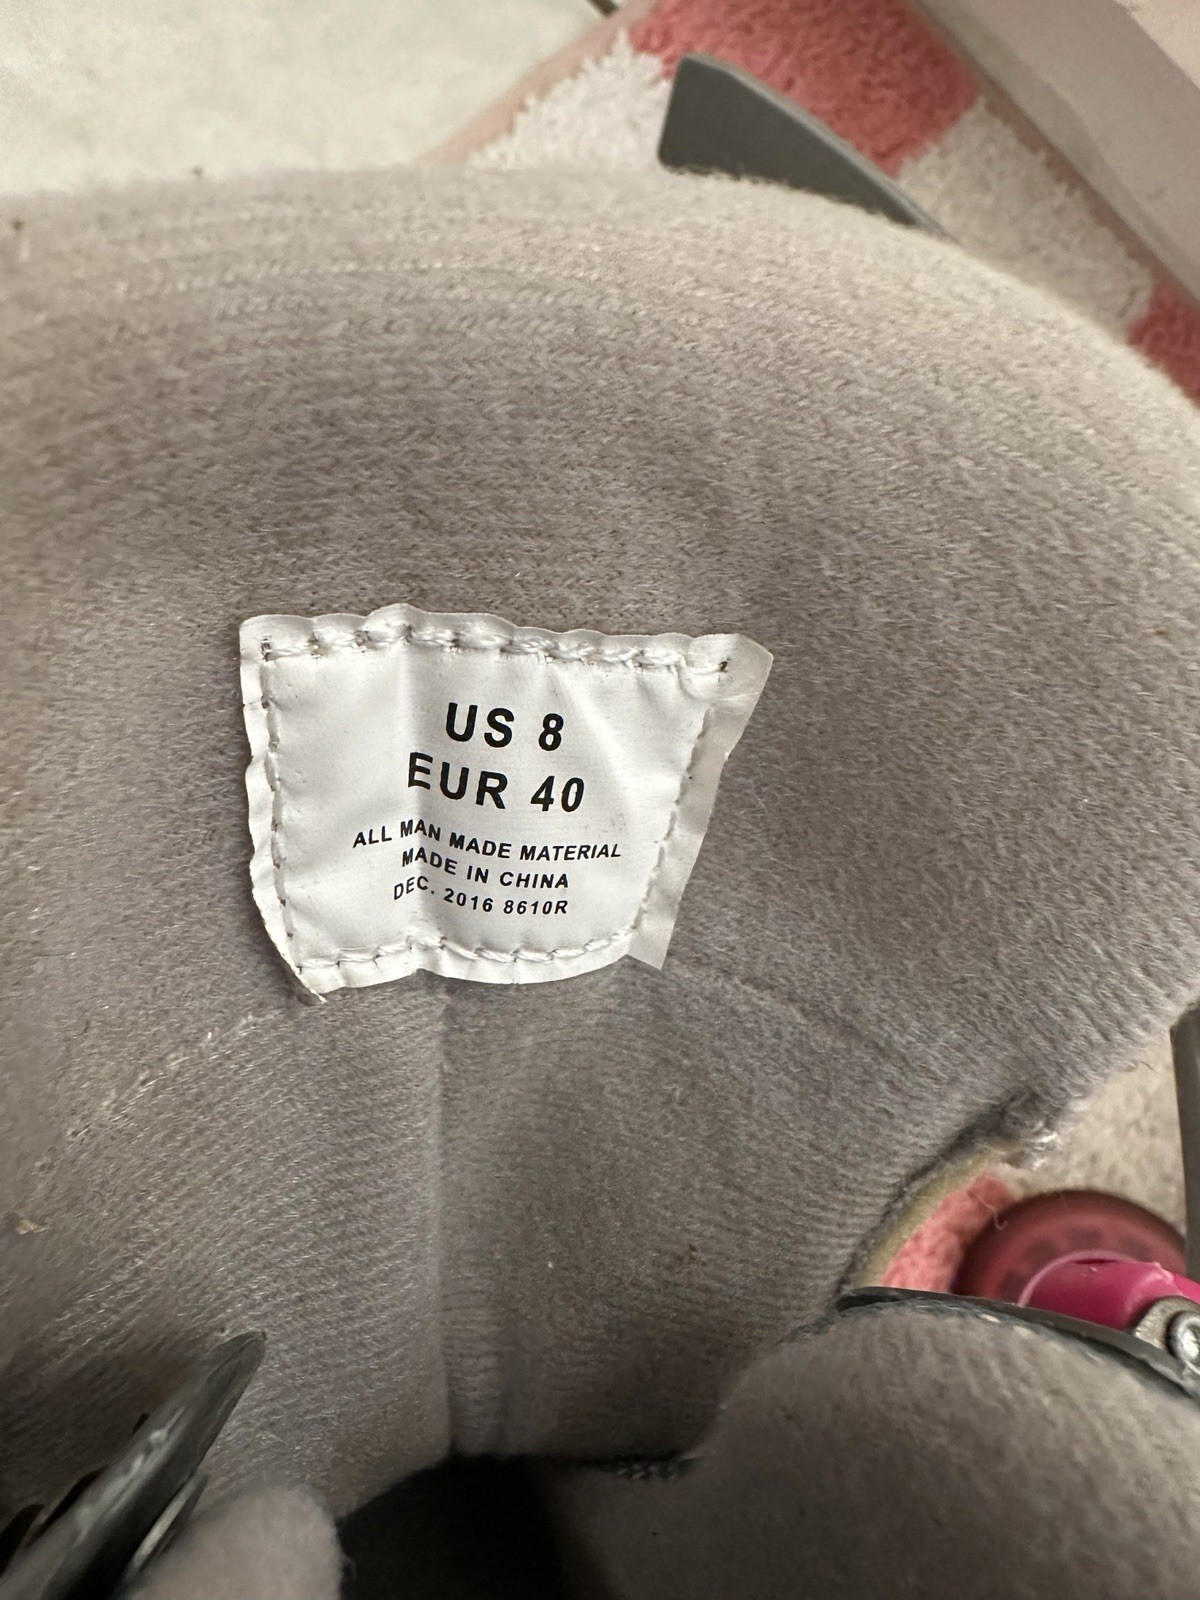 US 8
EUR 40
ALL MAN MADE MATERIAL
MADE IN CHINA
DEC. 2016 8610R